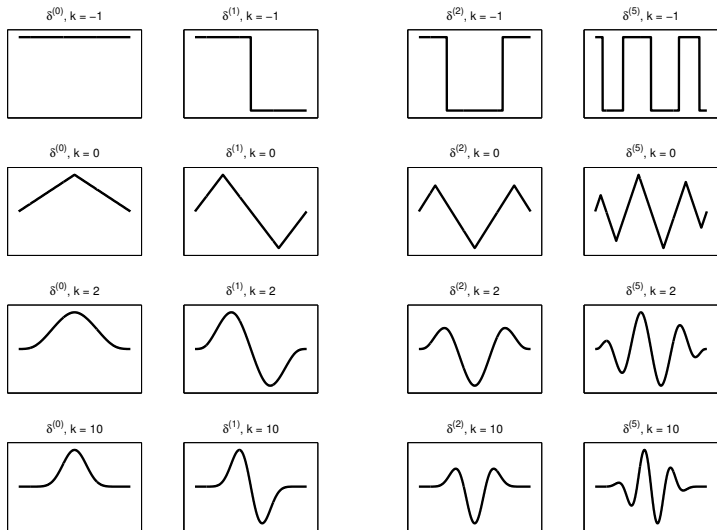 δ⁽⁰⁾, k = −1
δ⁽¹⁾, k = −1
δ⁽²⁾, k = −1
δ⁽⁵⁾, k = −1
δ⁽⁰⁾, k = 0
δ⁽¹⁾, k = 0
δ⁽²⁾, k = 0
δ⁽⁵⁾, k = 0
δ⁽⁰⁾, k = 2
δ⁽¹⁾, k = 2
δ⁽²⁾, k = 2
δ⁽⁵⁾, k = 2
δ⁽⁰⁾, k = 10
δ⁽¹⁾, k = 10
δ⁽²⁾, k = 10
δ⁽⁵⁾, k = 10